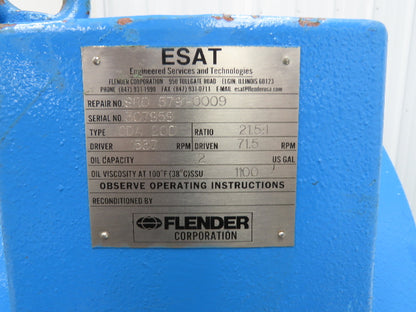 ESAT
Engineered Services and Technologies
FLENDER CORPORATION 950 TOLLGATE ROAD ELGIN, ILLINOIS 60123
PHONE (847) 931-1990 FAX (847) 931-0711 E-MAIL esat@flenderusa.com
REPAIR NO.
SERIAL NO.
TYPE CDA 200 RATIO 21.5:1
DRIVER 1537 RPM DRIVEN 71.5 RPM
OIL CAPACITY 2 US GAL
OIL VISCOSITY AT 100°F (38°C) SSU 1100
OBSERVE OPERATING INSTRUCTIONS
RECONDITIONED BY
FLENDER
CORPORATION